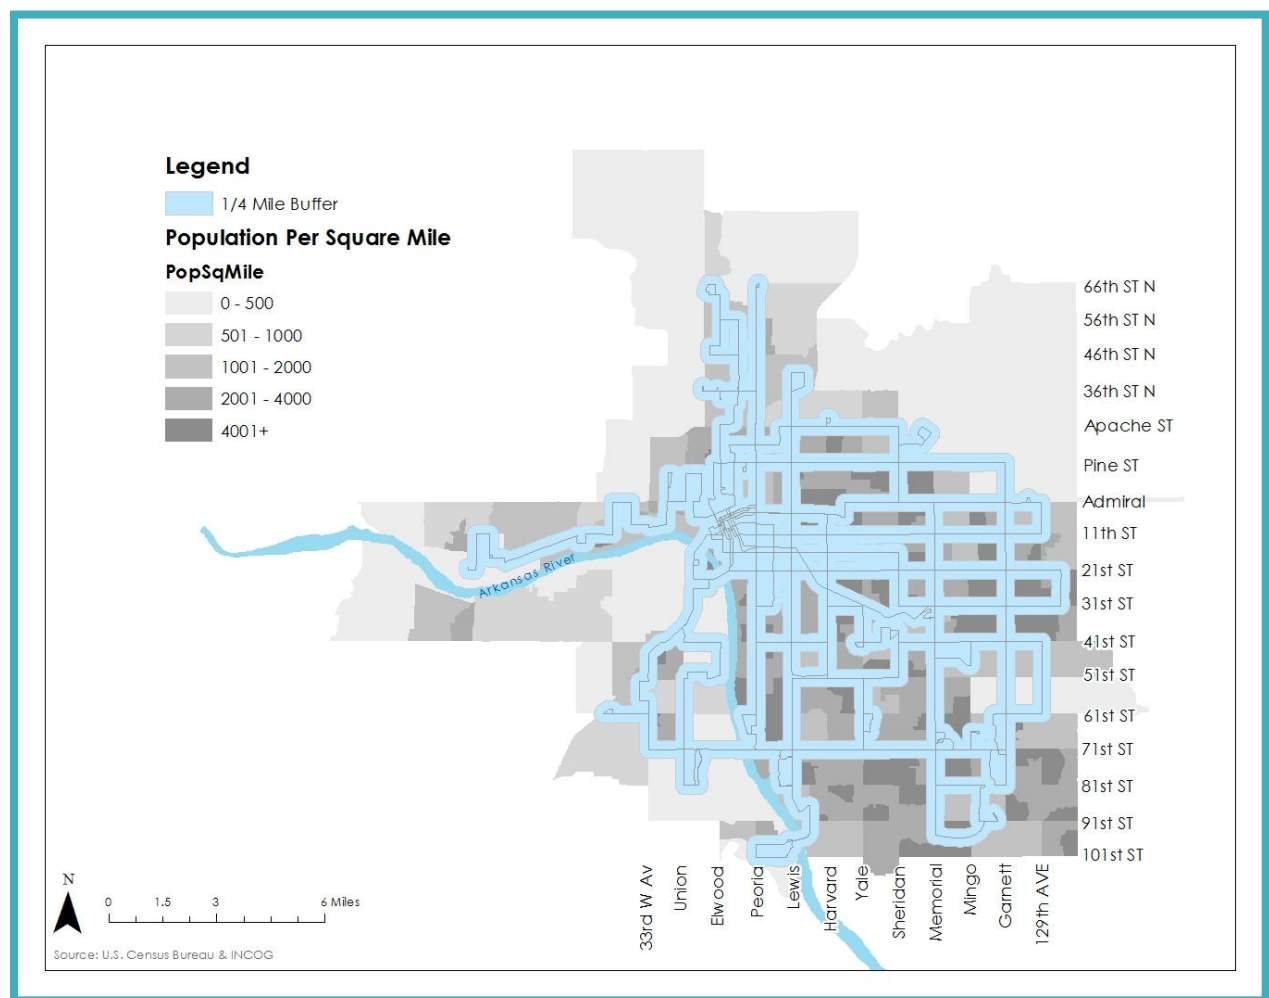 Legend
1/4 Mile Buffer
Population Per Square Mile
PopSqMile
0 - 500
501 - 1000
1001 - 2000
2001 - 4000
4001+
66th ST N
56th ST N
46th ST N
36th ST N
Apache ST
Pine ST
Admiral
11th ST
21st ST
31st ST
41st ST
51st ST
61st ST
71st ST
81st ST
91st ST
101st ST
Arkansas River
33rd W Av
Union
Elwood
Peoria
Lewis
Harvard
Yale
Sheridan
Memorial
Mingo
Garnett
129th AVE
N
0 1.5 3 6 Miles
Source: U.S. Census Bureau & INCOG